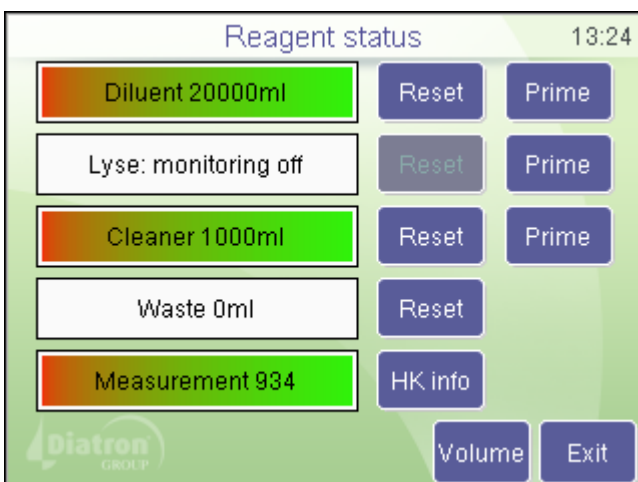 Reagent status 13:24
Diluent 20000ml Reset Prime
Lyse: monitoring off Reset Prime
Cleaner 1000ml Reset Prime
Waste 0ml Reset
Measurement 934 HK info
Diatron
GROUP
Volume Exit